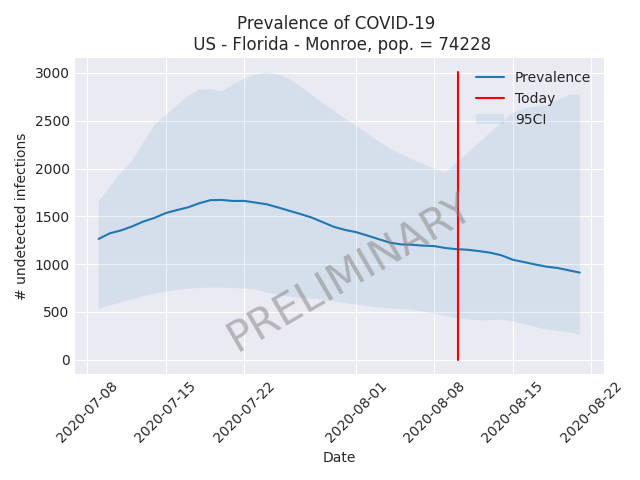 Prevalence of COVID-19
US - Florida - Monroe, pop. = 74228
Prevalence
Today
95CI
3000
2500
2000
1500
1000
500
0
# undetected infections
PRELIMINARY
2020-07-08
2020-07-15
2020-07-22
2020-08-01
2020-08-08
2020-08-15
2020-08-22
Date